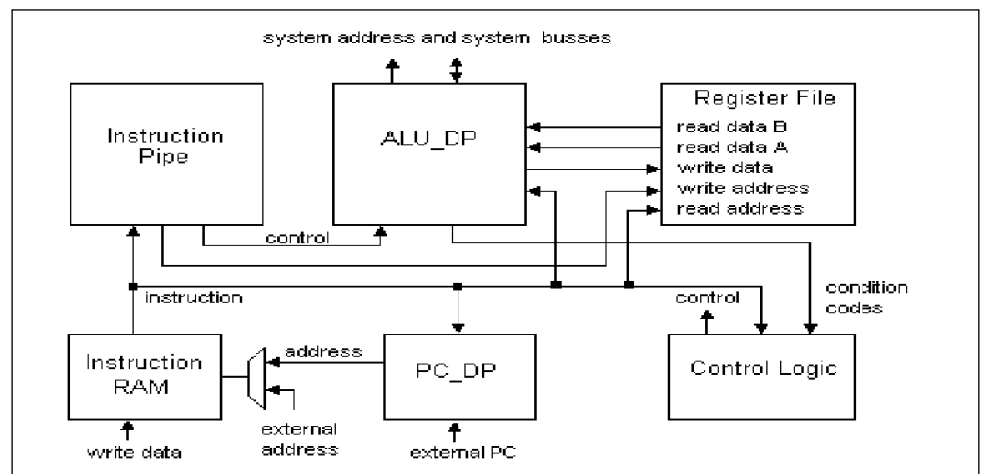 system address and system busses
Instruction
Pipe
ALU_DP
Register File
read data B
read data A
write data
write address
read address
control
instruction
control
condition
codes
Instruction
RAM
address
PC_DP
Control Logic
external
address
write data
external PC